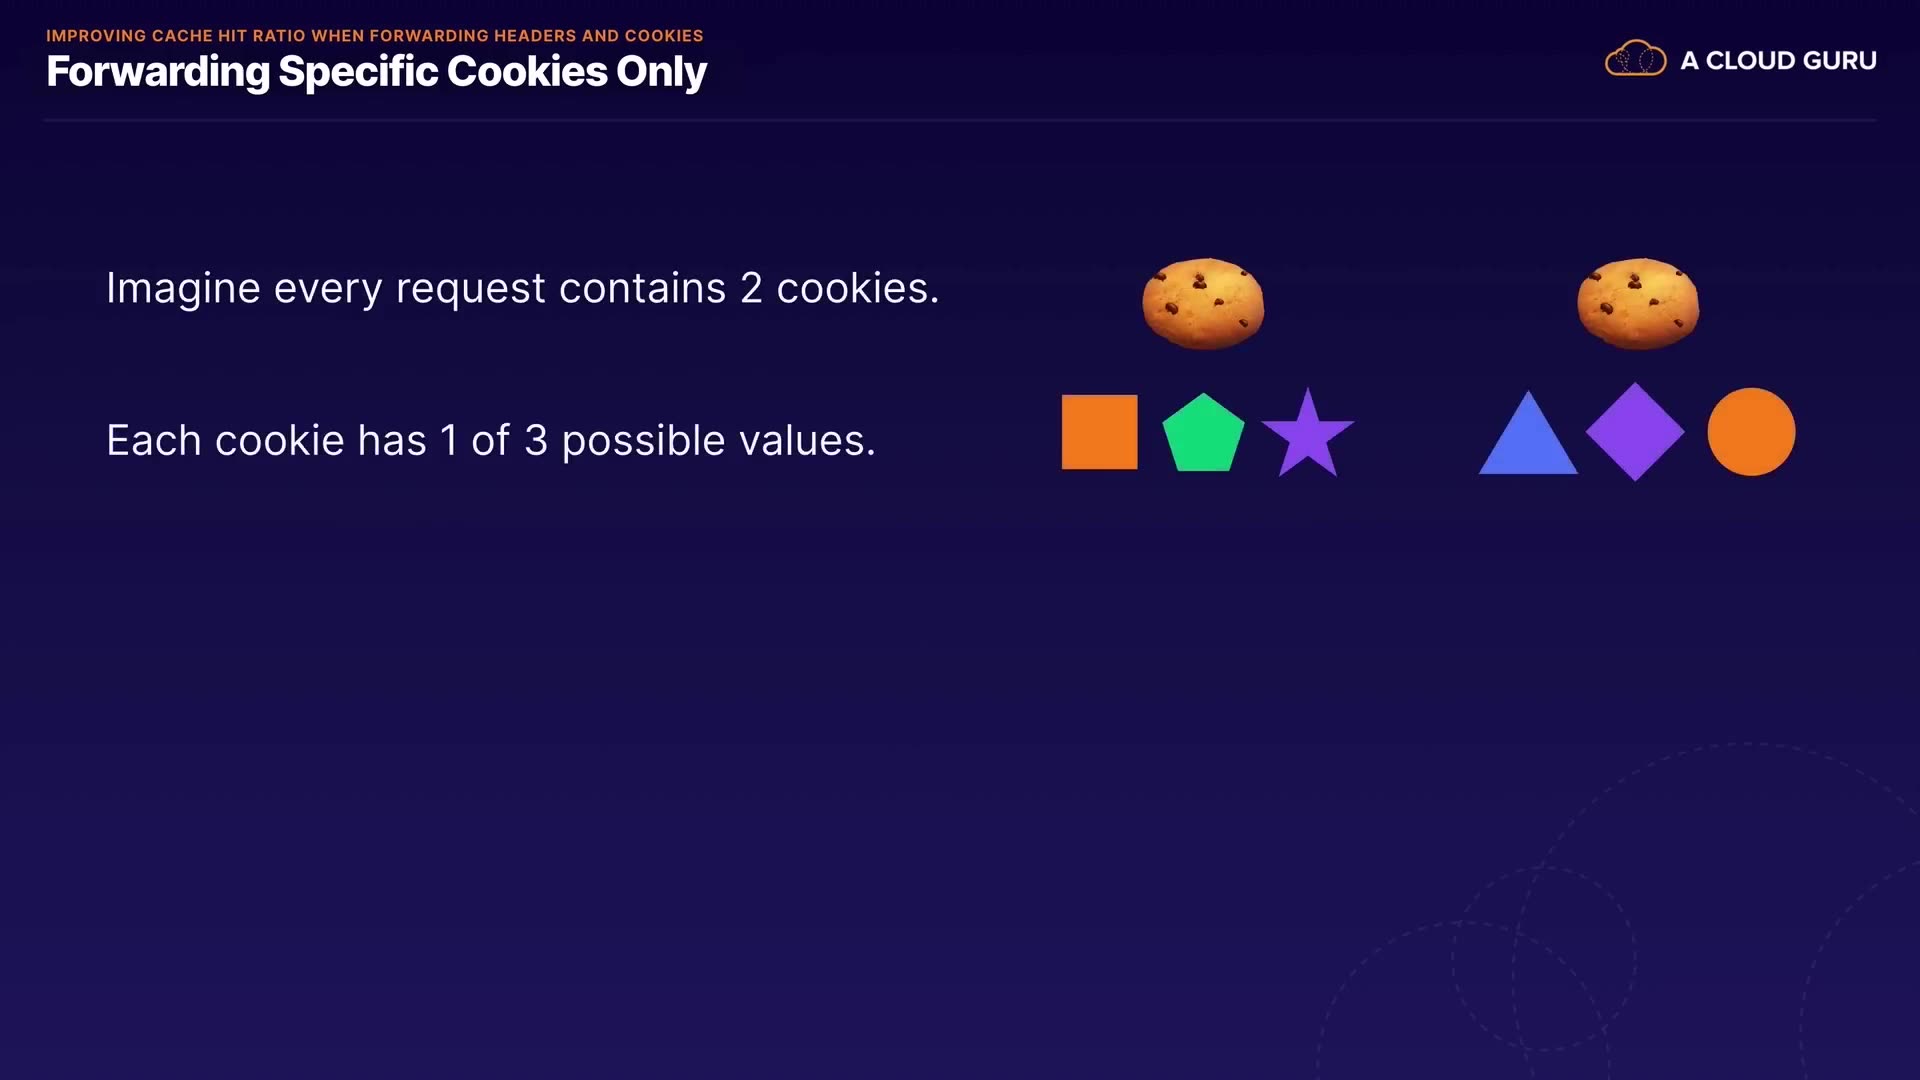 IMPROVING CACHE HIT RATIO WHEN FORWARDING HEADERS AND COOKIES
Forwarding Specific Cookies Only
A CLOUD GURU
Imagine every request contains 2 cookies.
Each cookie has 1 of 3 possible values.